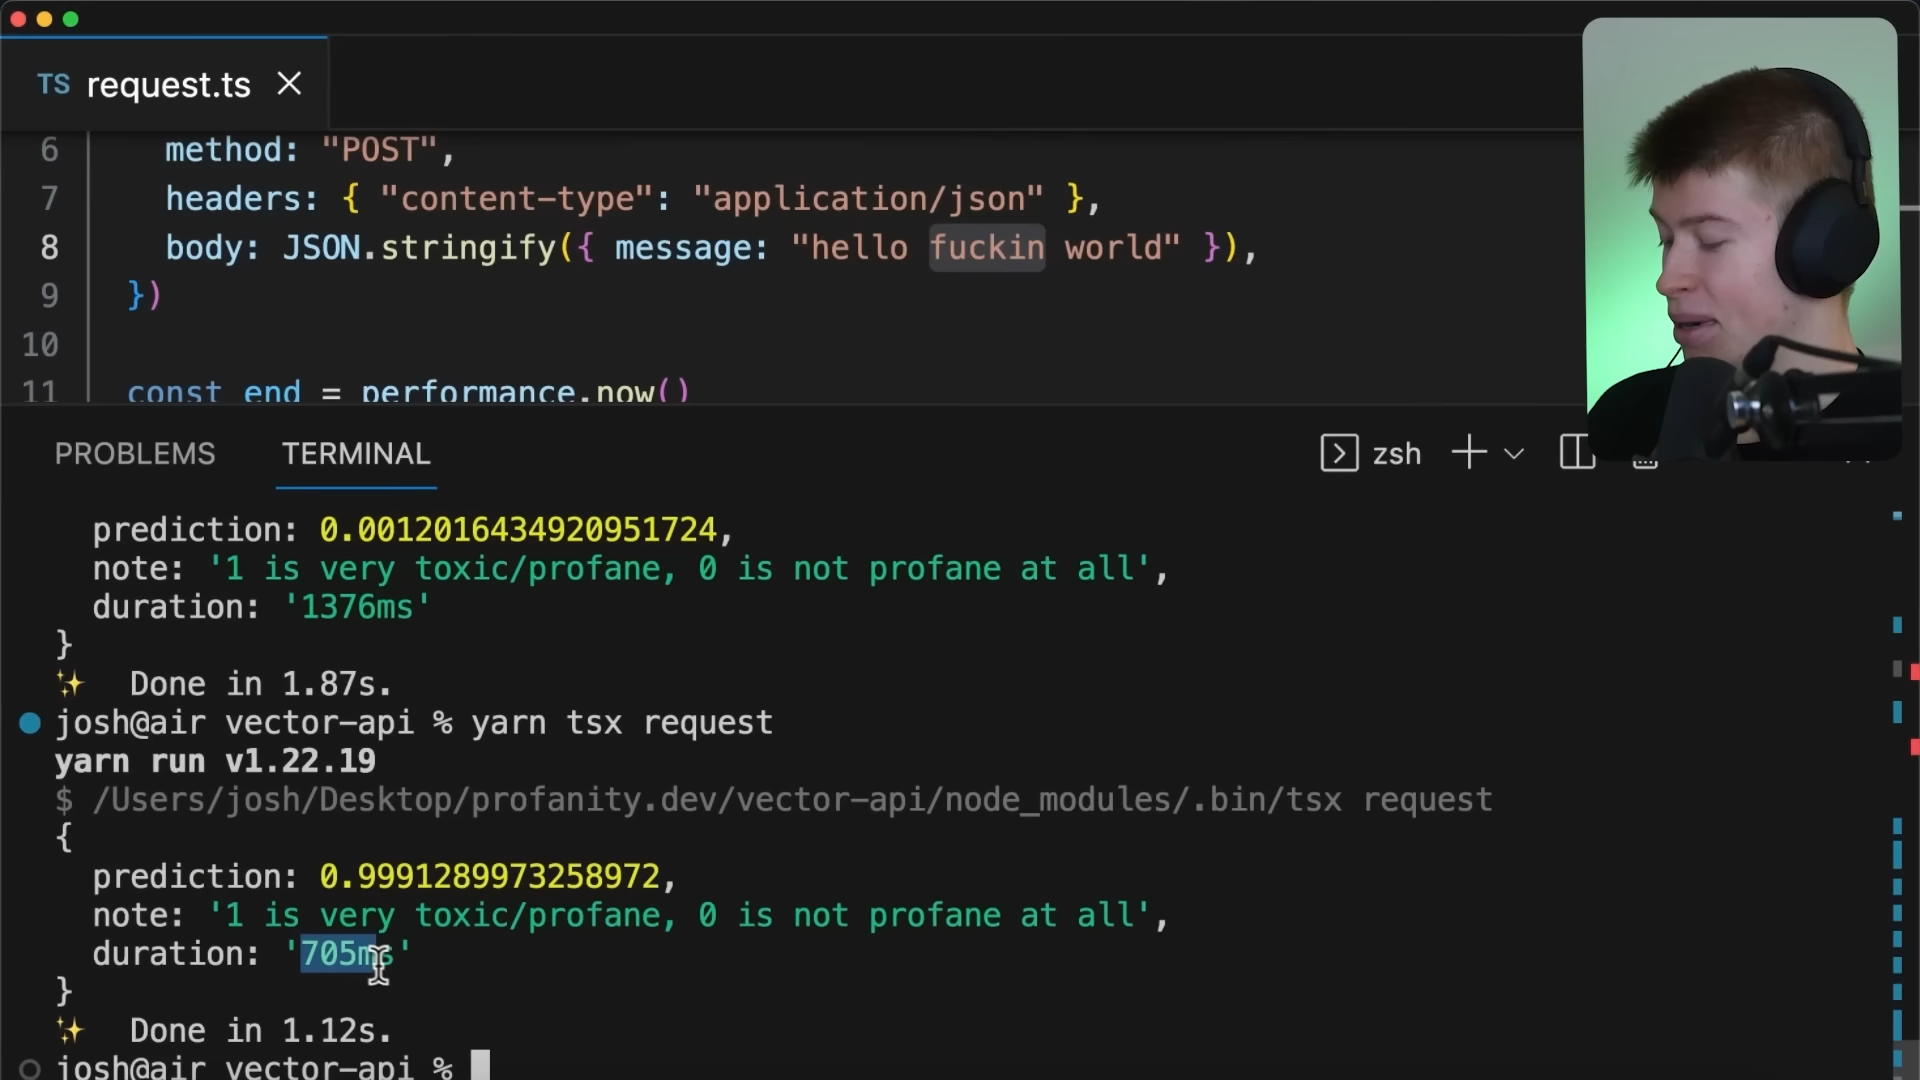 TS request.ts
6 method: "POST",
7 headers: { "content-type": "application/json" },
8 body: JSON.stringify({ message: "hello fuckin world" }),
9 })
10
11 const end = performance.now()
PROBLEMS TERMINAL zsh
prediction: 0.0012016434920951724,
note: '1 is very toxic/profane, 0 is not profane at all',
duration: '1376ms'
}
✨ Done in 1.87s.
josh@air vector-api % yarn tsx request
yarn run v1.22.19
$ /Users/josh/Desktop/profanity.dev/vector-api/node_modules/.bin/tsx request
{
prediction: 0.9991289973258972,
note: '1 is very toxic/profane, 0 is not profane at all',
duration: '705ms'
}
✨ Done in 1.12s.
josh@air vector-api %